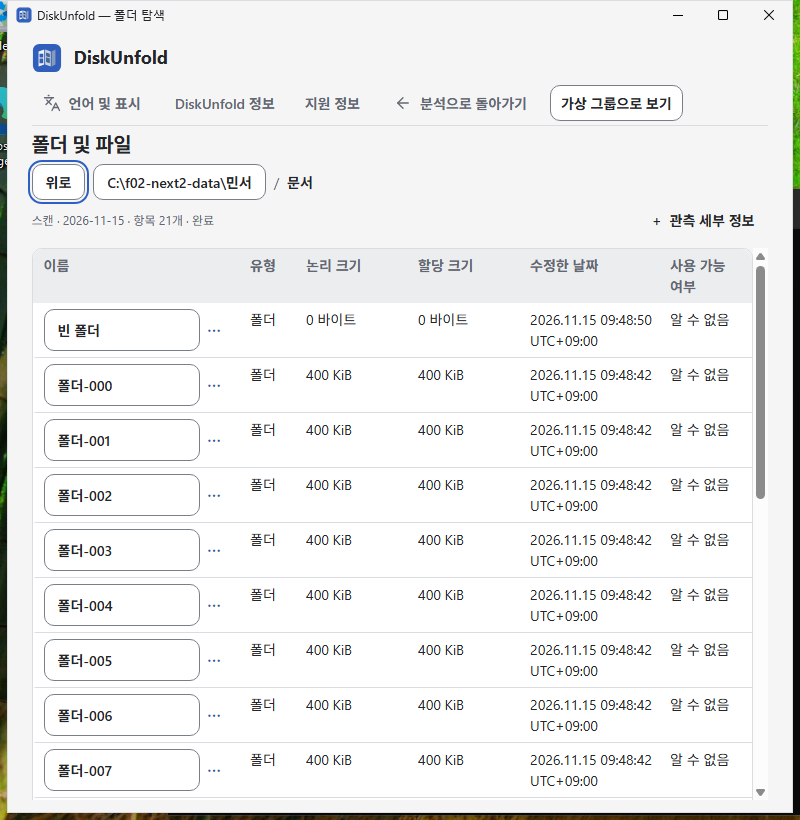 DiskUnfold — 폴더 탐색
DiskUnfold
언어 및 표시 DiskUnfold 정보 지원 정보 ← 분석으로 돌아가기 가상 그룹으로 보기
폴더 및 파일
위로 C:\f02-next2-data\민서 / 문서
스캔 · 2026-11-15 · 항목 21개 · 완료 + 관측 세부 정보
이름 유형 논리 크기 할당 크기 수정한 날짜 사용 가능
여부
빈 폴더 ··· 폴더 0 바이트 0 바이트 2026.11.15 09:48:50 알 수 없음
UTC+09:00
폴더-000 ··· 폴더 400 KiB 400 KiB 2026.11.15 09:48:42 알 수 없음
UTC+09:00
폴더-001 ··· 폴더 400 KiB 400 KiB 2026.11.15 09:48:42 알 수 없음
UTC+09:00
폴더-002 ··· 폴더 400 KiB 400 KiB 2026.11.15 09:48:42 알 수 없음
UTC+09:00
폴더-003 ··· 폴더 400 KiB 400 KiB 2026.11.15 09:48:42 알 수 없음
UTC+09:00
폴더-004 ··· 폴더 400 KiB 400 KiB 2026.11.15 09:48:42 알 수 없음
UTC+09:00
폴더-005 ··· 폴더 400 KiB 400 KiB 2026.11.15 09:48:42 알 수 없음
UTC+09:00
폴더-006 ··· 폴더 400 KiB 400 KiB 2026.11.15 09:48:42 알 수 없음
UTC+09:00
폴더-007 ··· 폴더 400 KiB 400 KiB 2026.11.15 09:48:42 알 수 없음
UTC+09:00